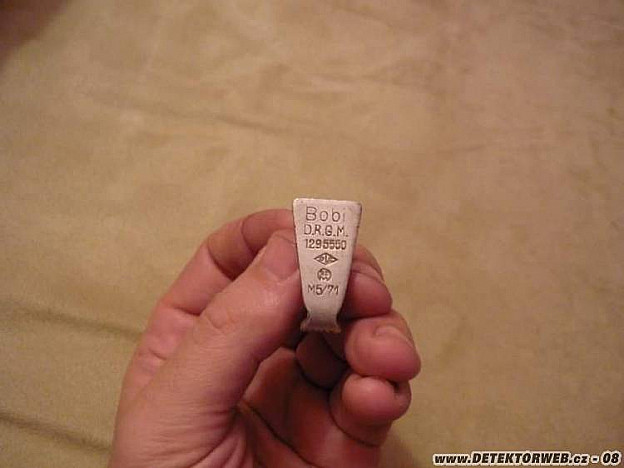 Bobi
D.R.G.M.
1295550
M5/71
www.DETEKTORWEB.cz - 08